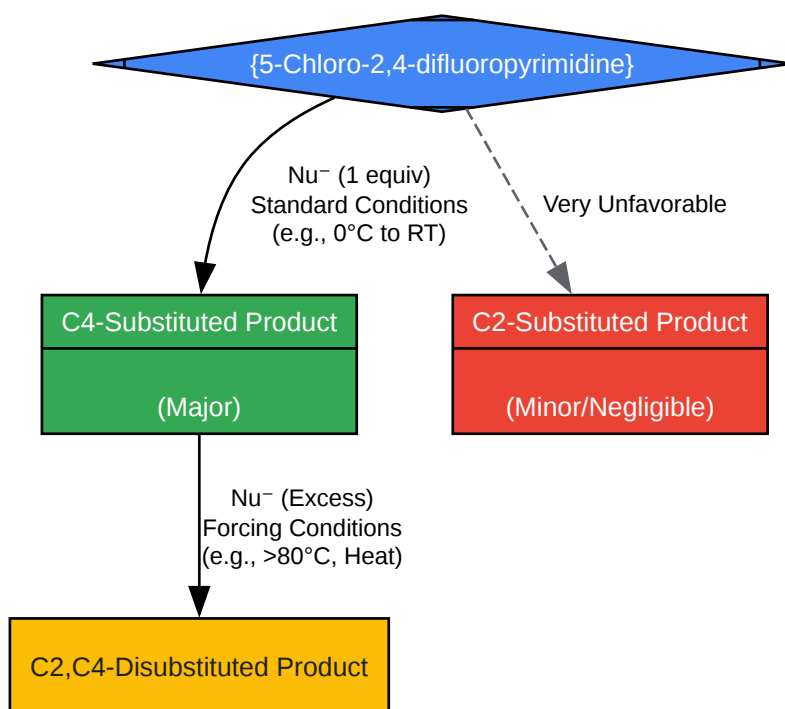 {5-Chloro-2,4-difluoropyrimidine}
Nu⁻ (1 equiv)
Standard Conditions
(e.g., 0°C to RT)
Very Unfavorable
C4-Substituted Product
(Major)
C2-Substituted Product
(Minor/Negligible)
Nu⁻ (Excess)
Forcing Conditions
(e.g., >80°C, Heat)
C2,C4-Disubstituted Product